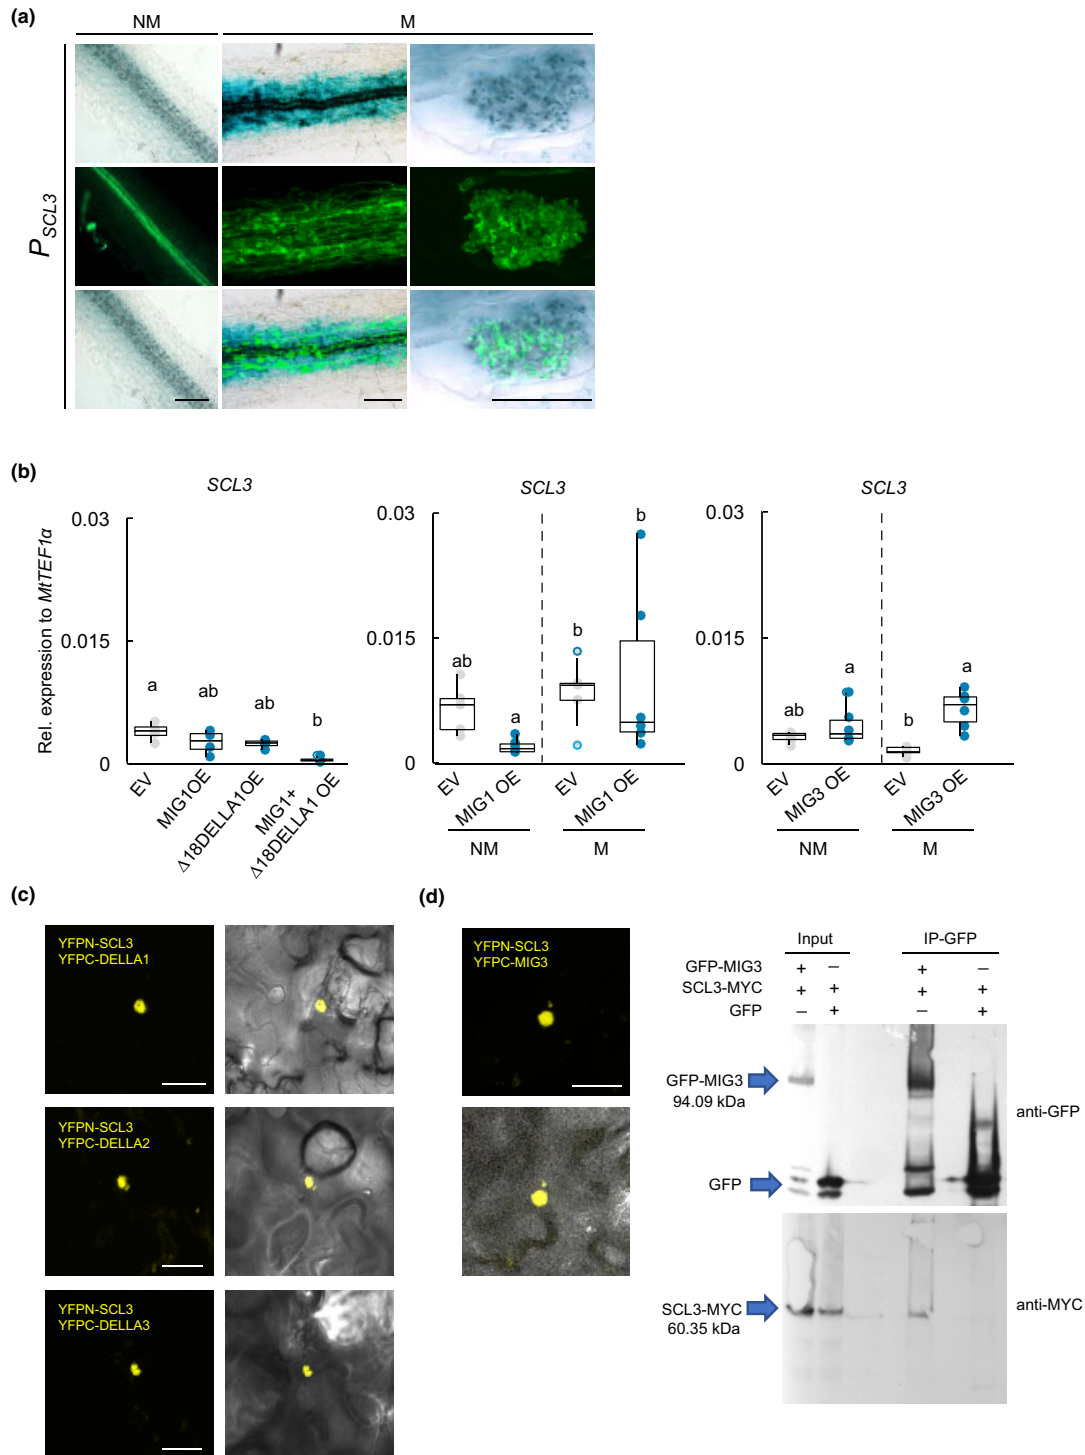 (a)
NM
M
P SCL3
(b)
SCL3
SCL3
SCL3
Rel. expression to MtTEF1α
0.03
0.015
0
a
ab
ab
b
EV
MIG1OE
Δ18DELLA1OE
MIG1+
Δ18DELLA1 OE
0.03
0.015
0
ab
a
b
b
EV
MIG1 OE
EV
MIG1 OE
NM
M
0.03
0.015
0
ab
a
b
a
EV
MIG3 OE
EV
MIG3 OE
NM
M
(c)
YFPN-SCL3
YFPC-DELLA1
YFPN-SCL3
YFPC-DELLA2
YFPN-SCL3
YFPC-DELLA3
(d)
YFPN-SCL3
YFPC-MIG3
Input
IP-GFP
GFP-MIG3 + – + –
SCL3-MYC + + + +
GFP – + – +
GFP-MIG3
94.09 kDa
anti-GFP
GFP
SCL3-MYC
60.35 kDa
anti-MYC